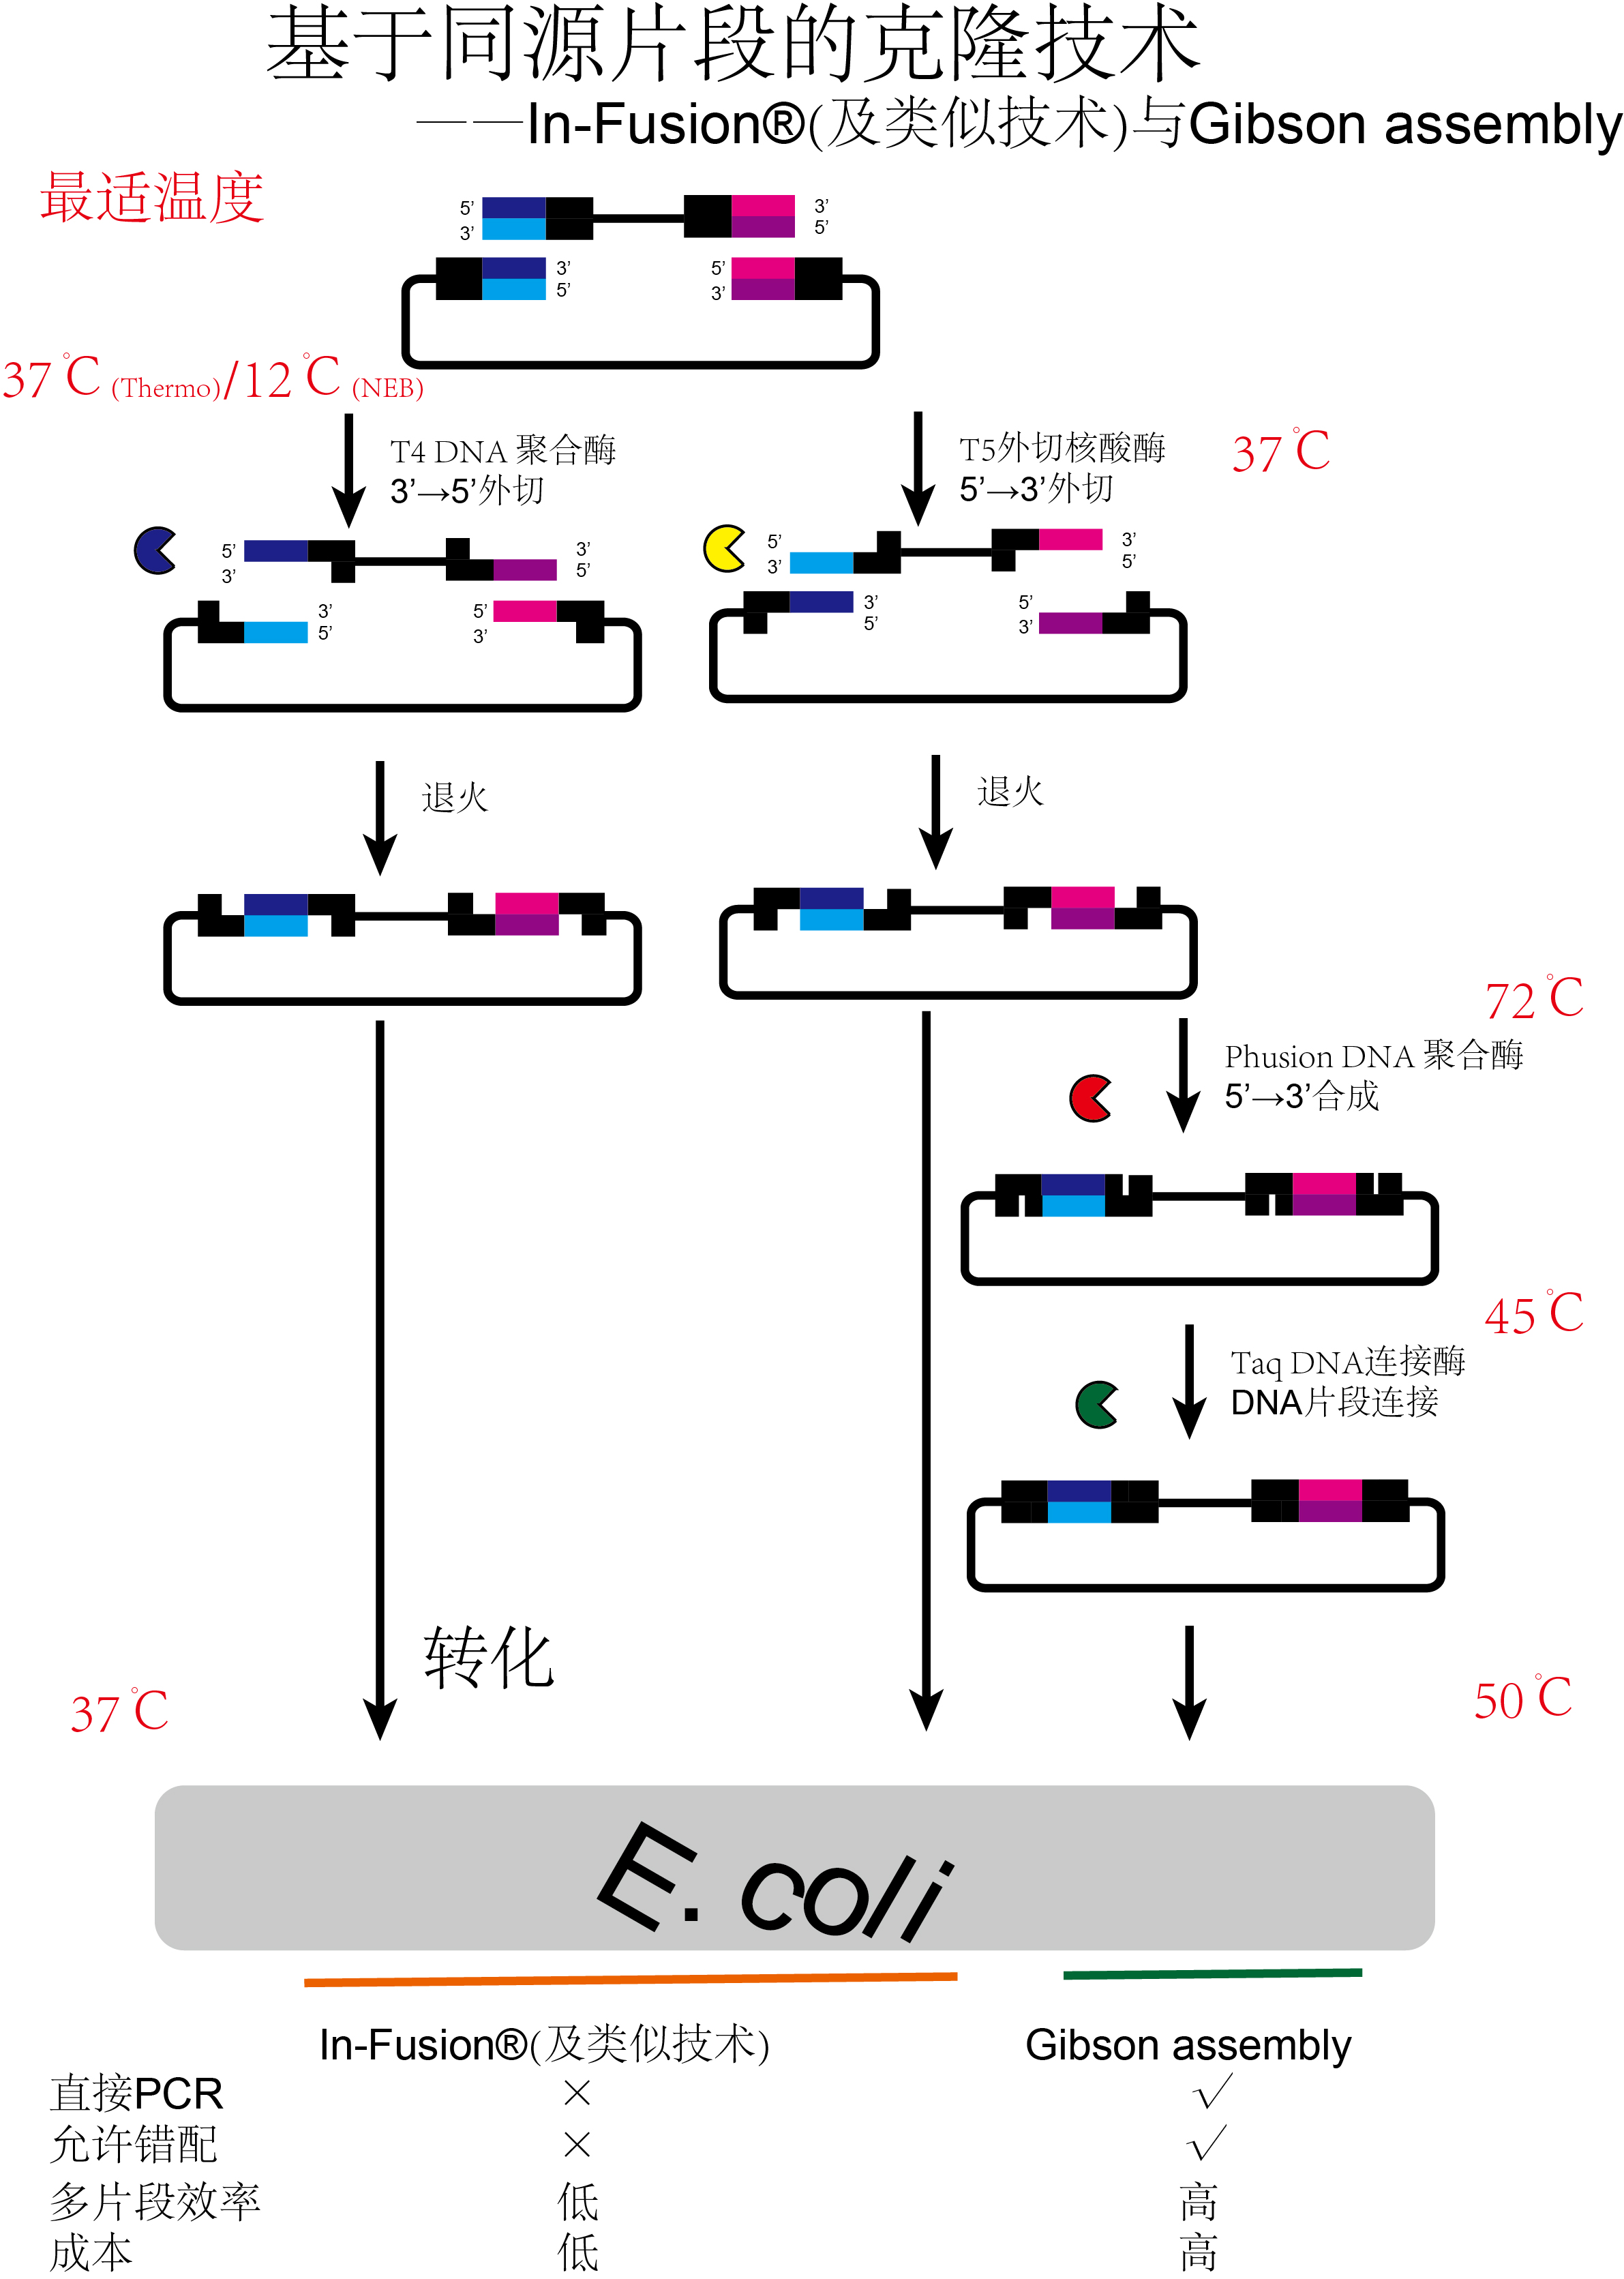 基于同源片段的克隆技术
——In-Fusion®(及类似技术)与Gibson assembly
最适温度
5’ 3’
3’ 5’
3’ 5’
5’ 3’
37℃ (Thermo)/12℃ (NEB)
T4 DNA 聚合酶
3’→5’外切
T5外切核酸酶
5’→3’外切
37℃
5’ 3’
3’ 5’
3’ 5’
5’ 3’
5’ 3’
3’ 5’
3’ 5’
5’ 3’
退火
退火
72℃
Phusion DNA 聚合酶
5’→3’合成
45℃
Taq DNA连接酶
DNA片段连接
转化
37℃
50℃
E. coli
In-Fusion®(及类似技术) Gibson assembly
直接PCR × √
允许错配 × √
多片段效率 低 高
成本 低 高